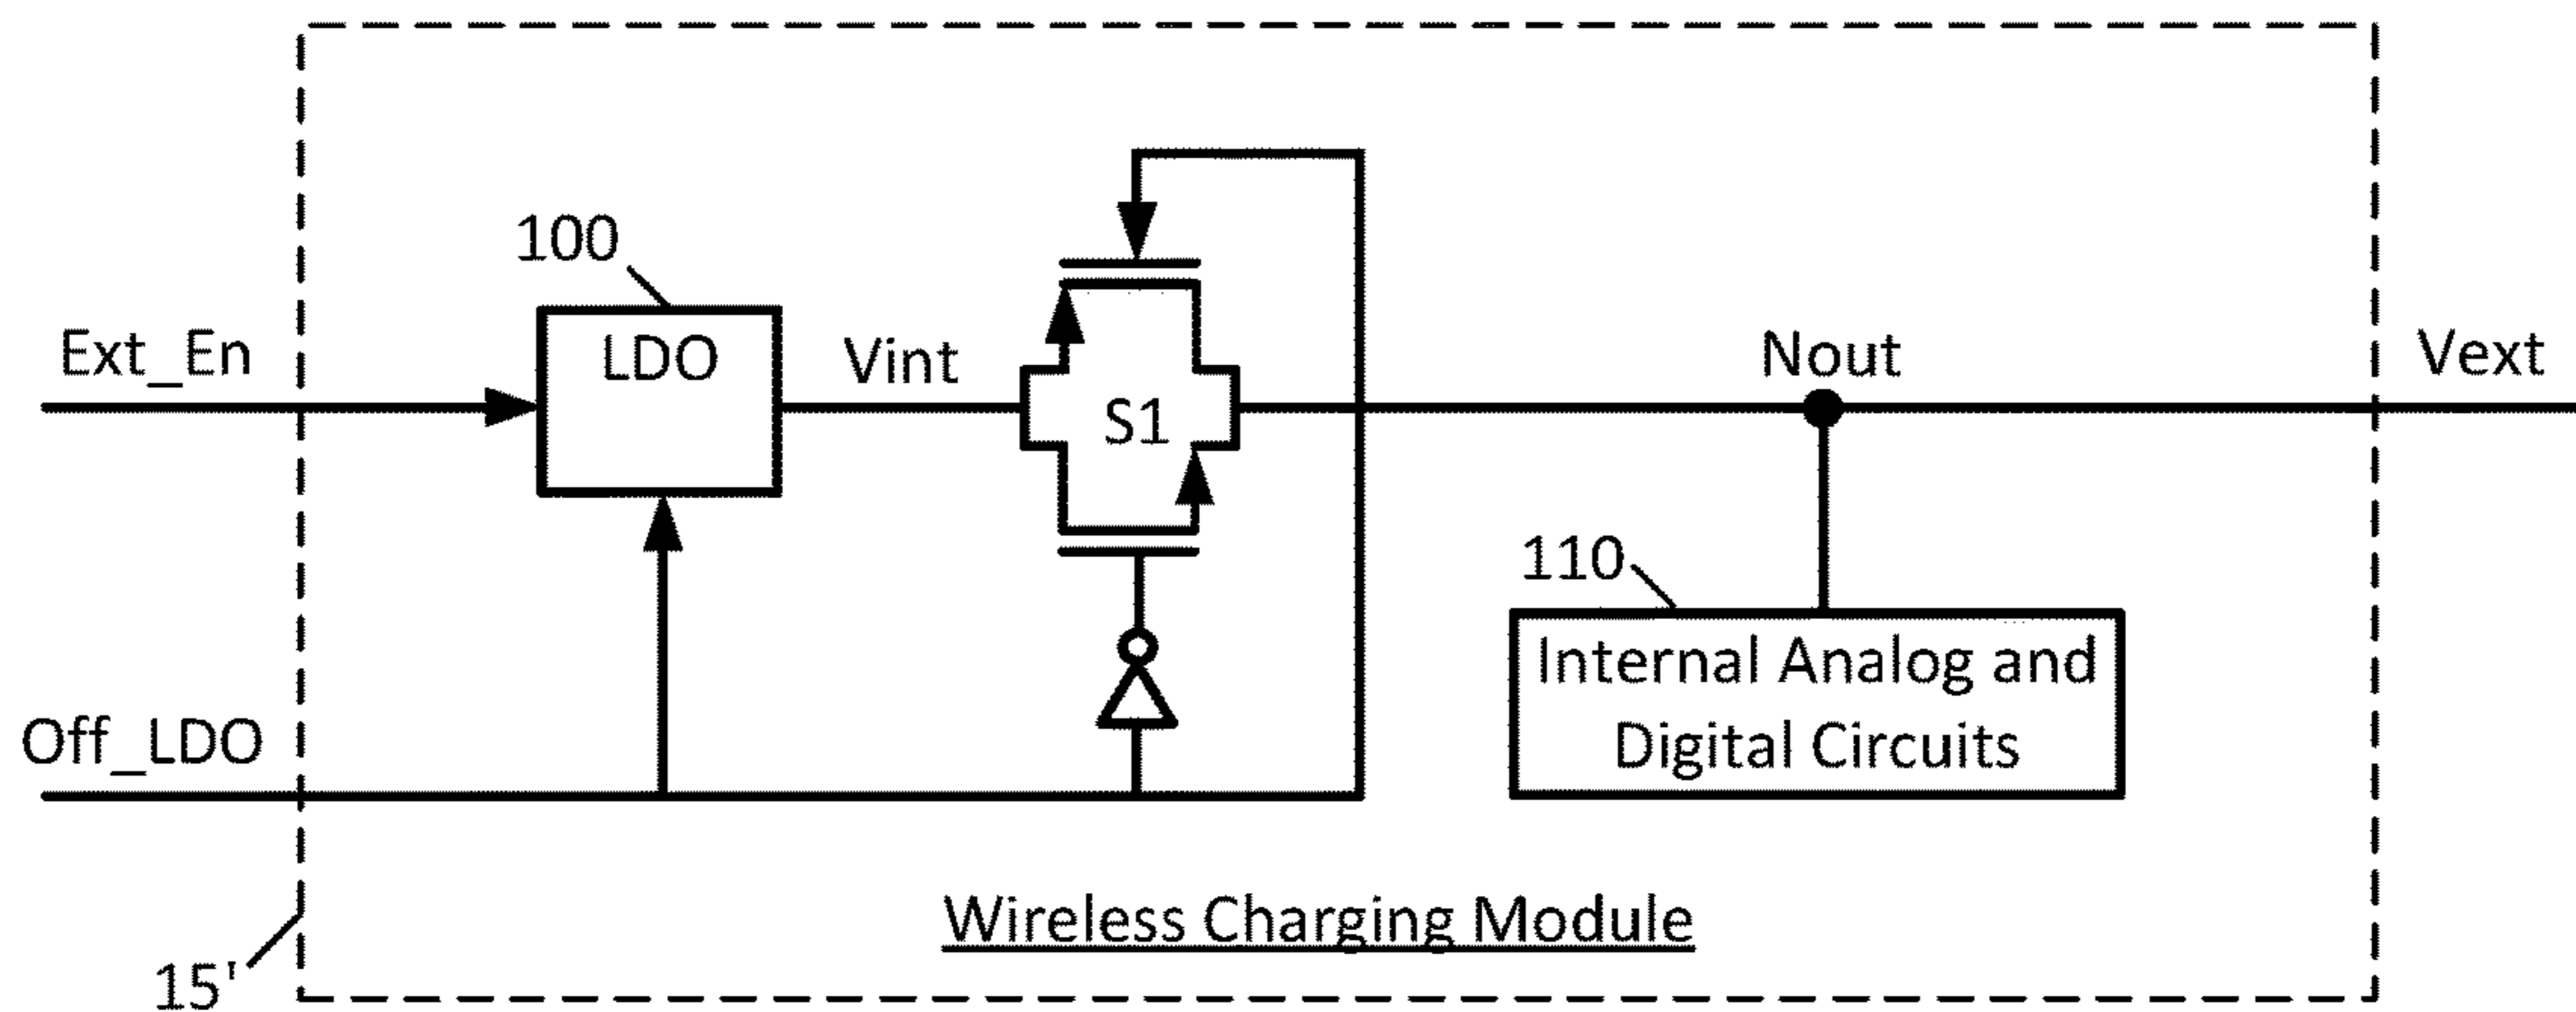 100
Ext_En
LDO
Vint
S1
Nout
Vext
110
Internal Analog and
Digital Circuits
Off_LDO
Wireless Charging Module
15'